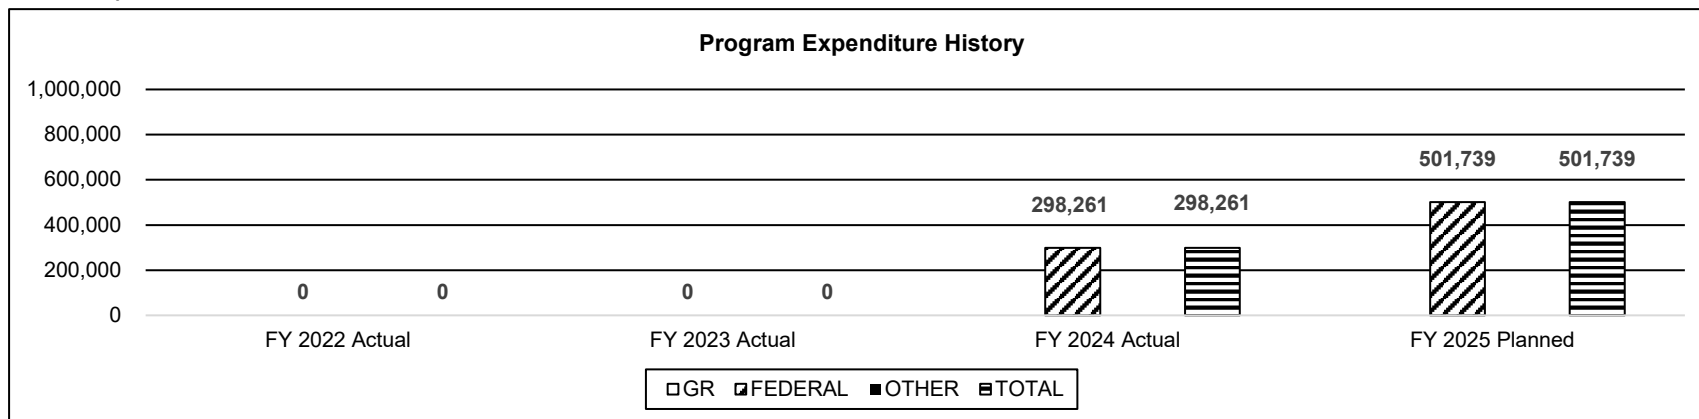 Program Expenditure History
1,000,000
800,000
600,000
400,000
200,000
0
0 0 0 0 298,261 298,261 501,739 501,739
FY 2022 Actual FY 2023 Actual FY 2024 Actual FY 2025 Planned
GR FEDERAL OTHER TOTAL